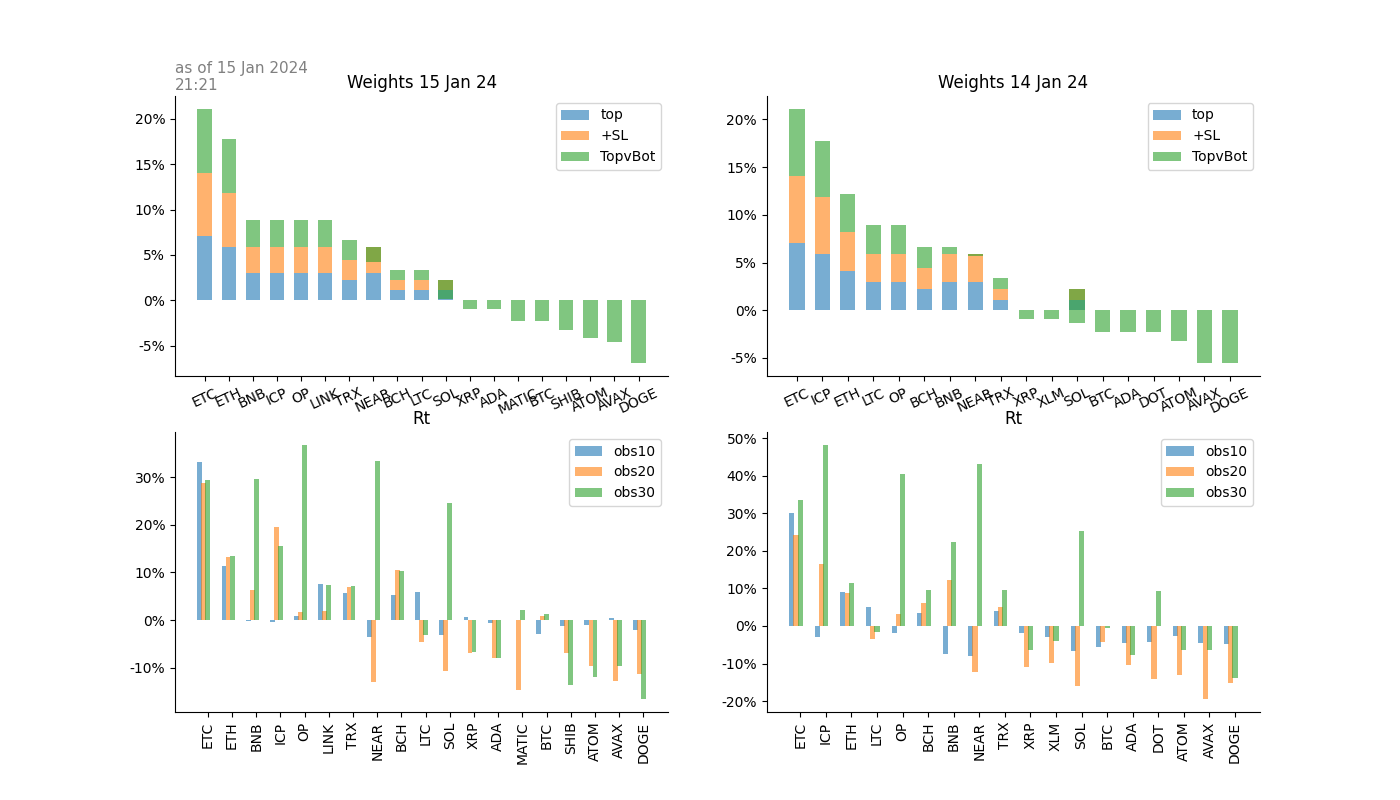 as of 15 Jan 2024
21:21
Weights 15 Jan 24
20%
15%
10%
5%
0%
-5%
top
+SL
TopvBot
ETC ETH BNB ICP OP LINK TRX NEAR BCH LTC SOL XRP ADA MATIC BTC SHIB ATOM AVAX DOGE
Weights 14 Jan 24
20%
15%
10%
5%
0%
-5%
top
+SL
TopvBot
ETC ICP ETH LTC OP BCH BNB NEAR TRX XRP XLM SOL BTC ADA DOT ATOM AVAX DOGE
Rt
30%
20%
10%
0%
-10%
obs10
obs20
obs30
ETC ETH BNB ICP OP LINK TRX NEAR BCH LTC SOL XRP ADA MATIC BTC SHIB ATOM AVAX DOGE
Rt
50%
40%
30%
20%
10%
0%
-10%
-20%
obs10
obs20
obs30
ETC ICP ETH LTC OP BCH BNB NEAR TRX XRP XLM SOL BTC ADA DOT ATOM AVAX DOGE